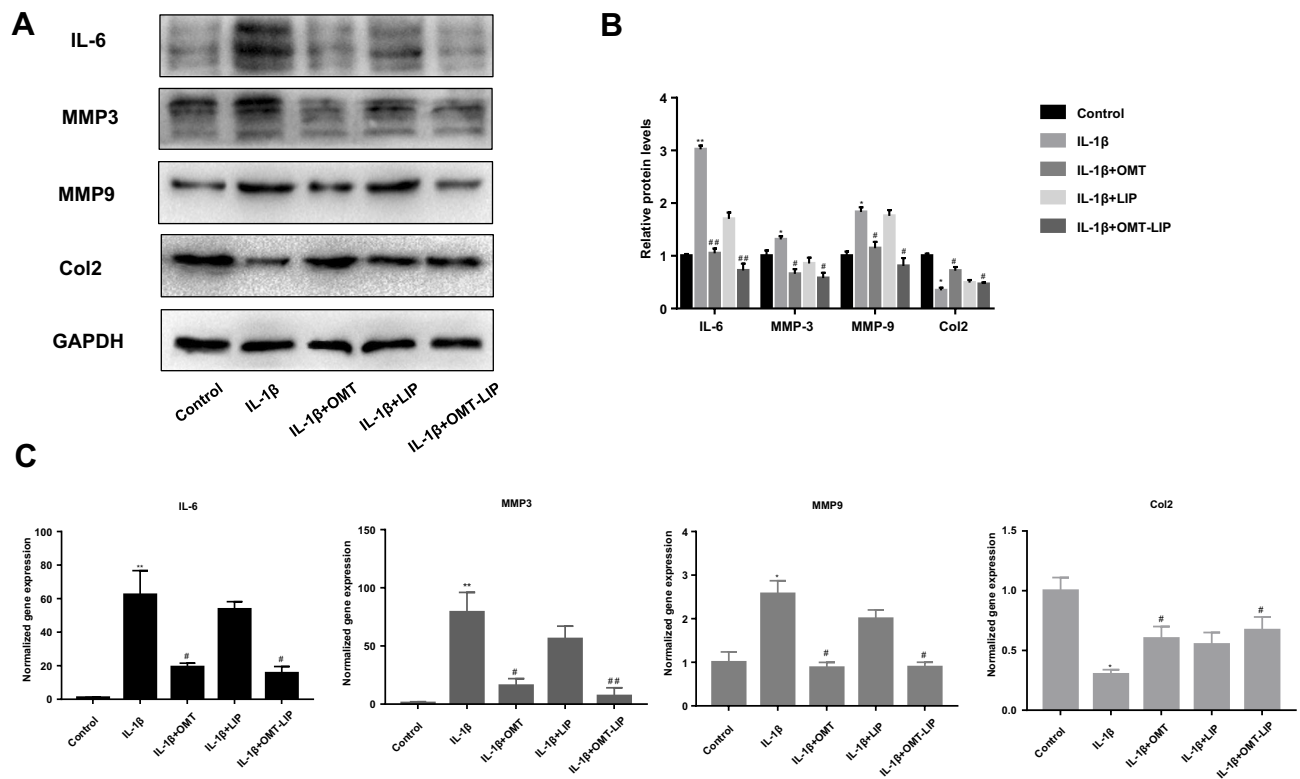 A
IL-6
MMP3
MMP9
Col2
GAPDH
Control
IL-1β
IL-1β+OMT
IL-1β+LIP
IL-1β+OMT-LIP
B
Relative protein levels
4
3
2
1
0
**
##
##
*
#
#
*
#
#
*
#
#
IL-6
MMP-3
MMP-9
Col2
Control
IL-1β
IL-1β+OMT
IL-1β+LIP
IL-1β+OMT-LIP
C
IL-6
Normalized gene expression
100
80
60
40
20
0
**
#
#
Control
IL-1β
IL-1β+OMT
IL-1β+LIP
IL-1β+OMT-LIP
MMP3
Normalized gene expression
150
100
50
0
**
#
##
Control
IL-1β
IL-1β+OMT
IL-1β+LIP
IL-1β+OMT-LIP
MMP9
Normalized gene expression
4
3
2
1
0
*
#
#
Control
IL-1β
IL-1β+OMT
IL-1β+LIP
IL-1β+OMT-LIP
Col2
Normalized gene expression
1.5
1.0
0.5
0.0
*
#
#
Control
IL-1β
IL-1β+OMT
IL-1β+LIP
IL-1β+OMT-LIP